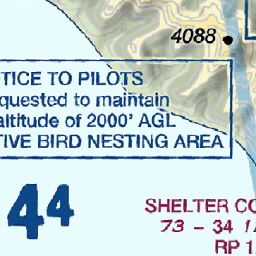 4088
TICE TO PILOTS
quested to maintain
altitude of 2000' AGL
TIVE BIRD NESTING AREA
44
SHELTER CO
73 - 34
RP 1